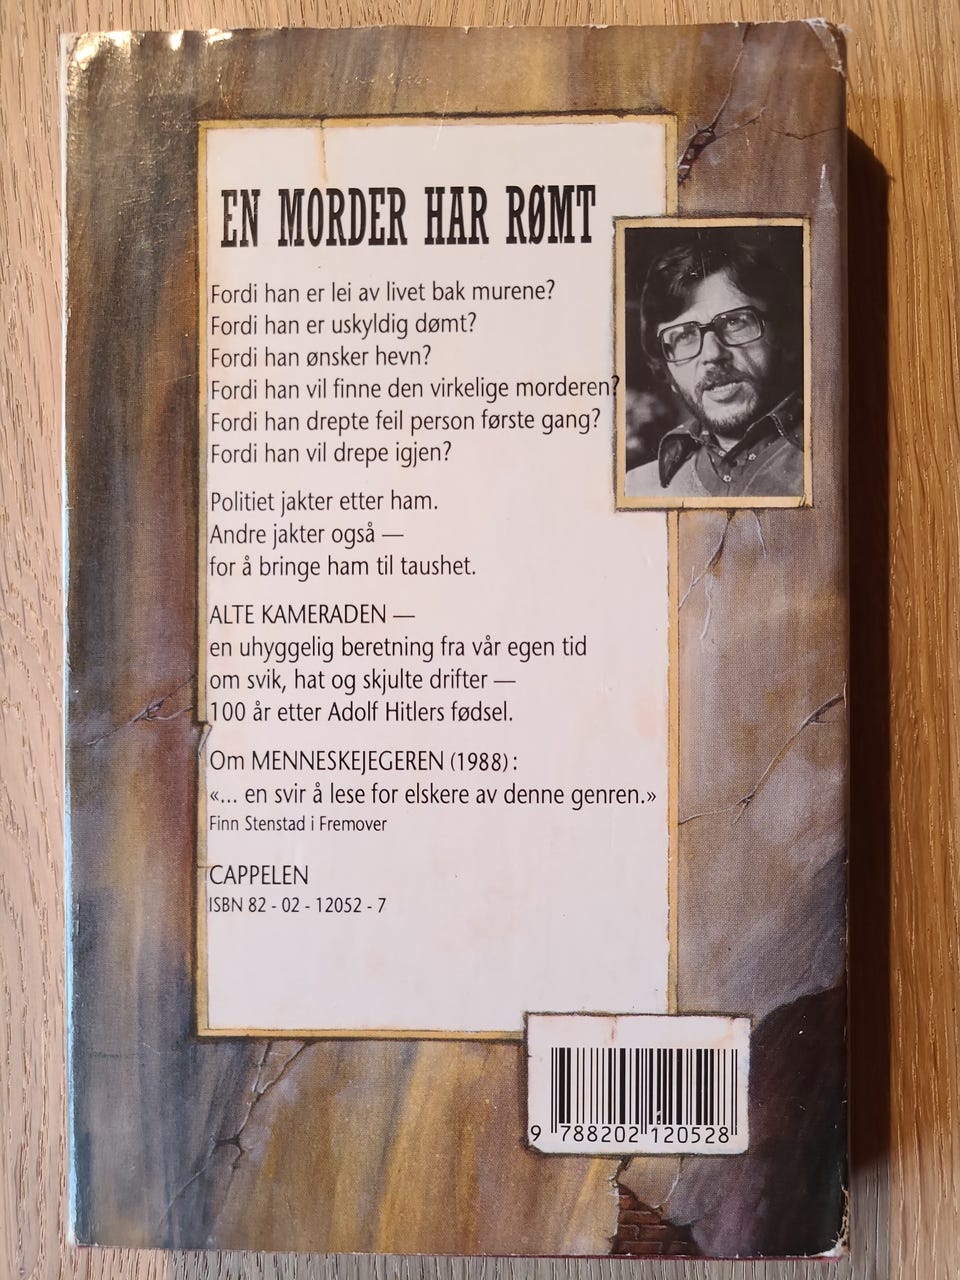 EN MORDER HAR RØMT
Fordi han er lei av livet bak murene?
Fordi han er uskyldig dømt?
Fordi han ønsker hevn?
Fordi han vil finne den virkelige morderen?
Fordi han drepte feil person første gang?
Fordi han vil drepe igjen?
Politiet jakter etter ham.
Andre jakter også —
for å bringe ham til taushet.
ALTE KAMERADEN —
en uhyggelig beretning fra vår egen tid
om svik, hat og skjulte drifter —
100 år etter Adolf Hitlers fødsel.
Om MENNESKEJEGEREN (1988):
«... en svir å lese for elskere av denne genren.»
Finn Stenstad i Fremover
CAPPELEN
ISBN 82 - 02 - 12052 - 7
9 788202 120528